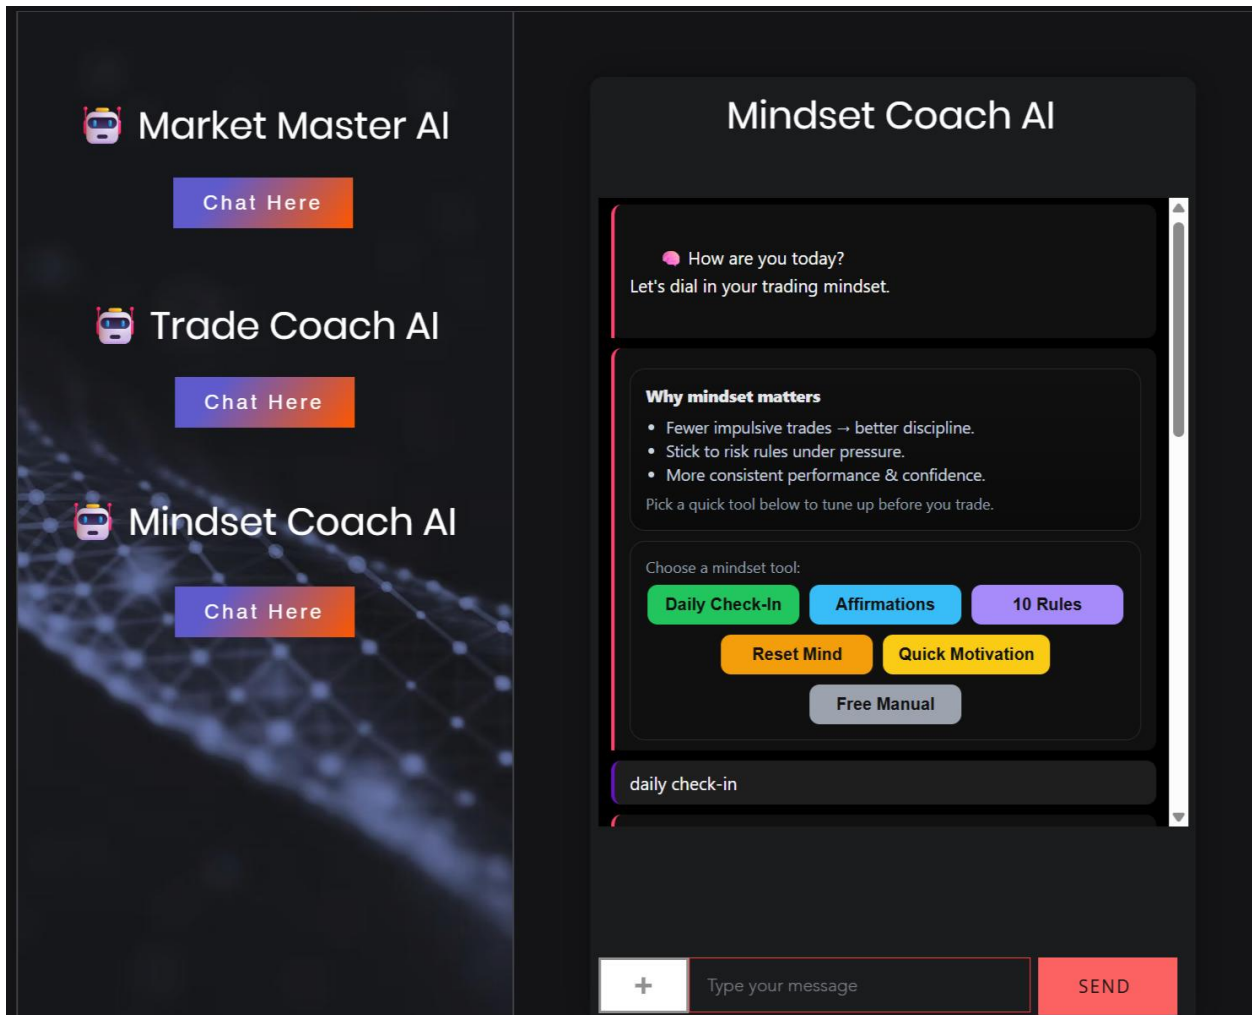 Market Master AI
Chat Here
Trade Coach AI
Chat Here
Mindset Coach AI
Chat Here
Mindset Coach AI
How are you today?
Let's dial in your trading mindset.
Why mindset matters
• Fewer impulsive trades → better discipline.
• Stick to risk rules under pressure.
• More consistent performance & confidence.
Pick a quick tool below to tune up before you trade.
Choose a mindset tool:
Daily Check-In Affirmations 10 Rules
Reset Mind Quick Motivation
Free Manual
daily check-in
+ Type your message SEND